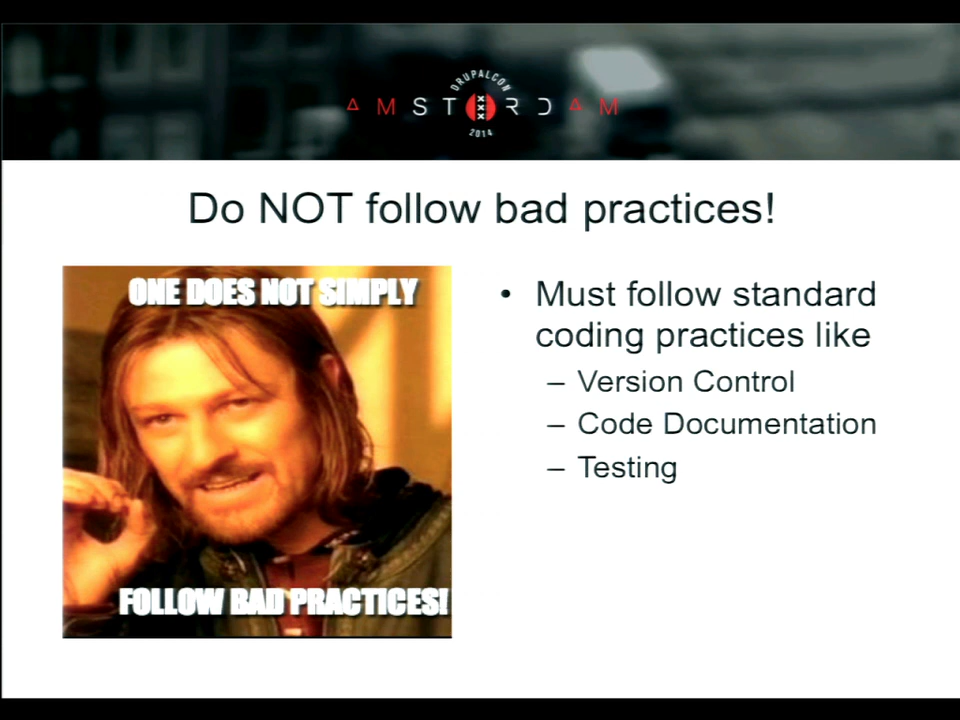 DRUPALCON
AMSTERDAM
2014
Do NOT follow bad practices!
ONE DOES NOT SIMPLY
FOLLOW BAD PRACTICES!
• Must follow standard
coding practices like
– Version Control
– Code Documentation
– Testing